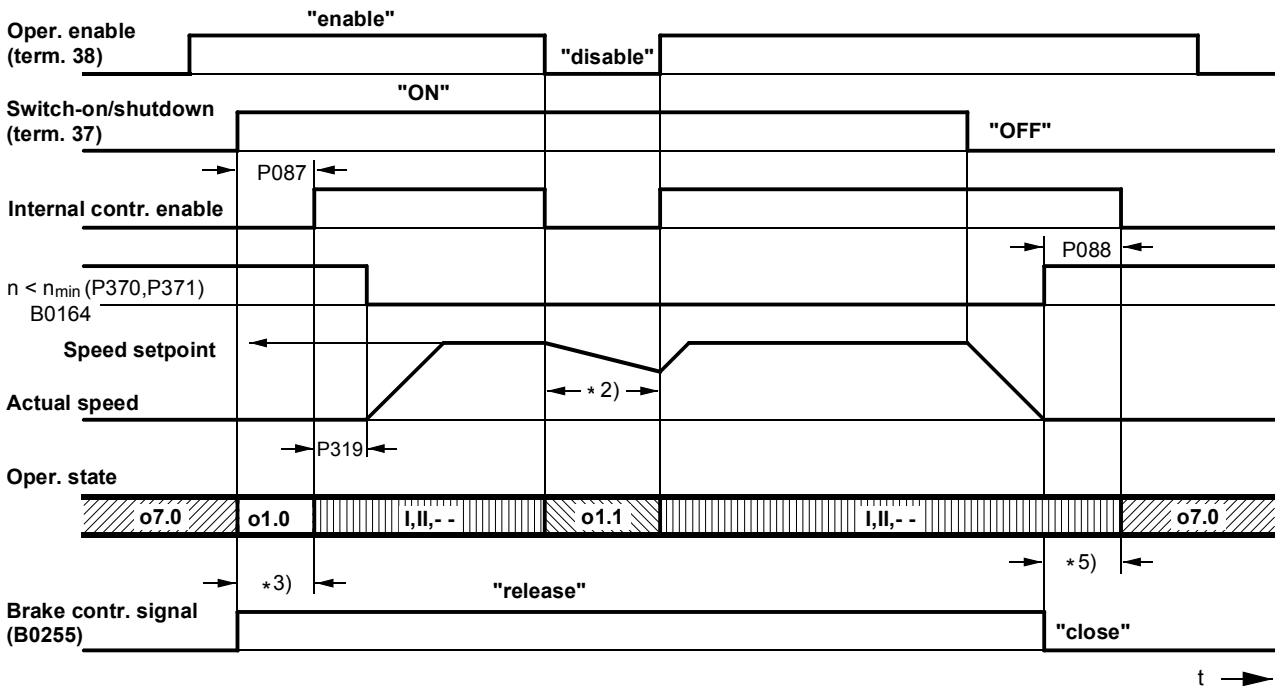 "enable"
Oper. enable
(term. 38)
"disable"
"ON"
Switch-on/shutdown
(term. 37)
"OFF"
P087
Internal contr. enable
P088
n < nmin (P370,P371)
B0164
Speed setpoint
* 2)
Actual speed
P319
Oper. state
o7.0 o1.0 I,II,- - o1.1 I,II,- - o7.0
*3) *5)
"release"
Brake contr. signal
(B0255)
"close"
t